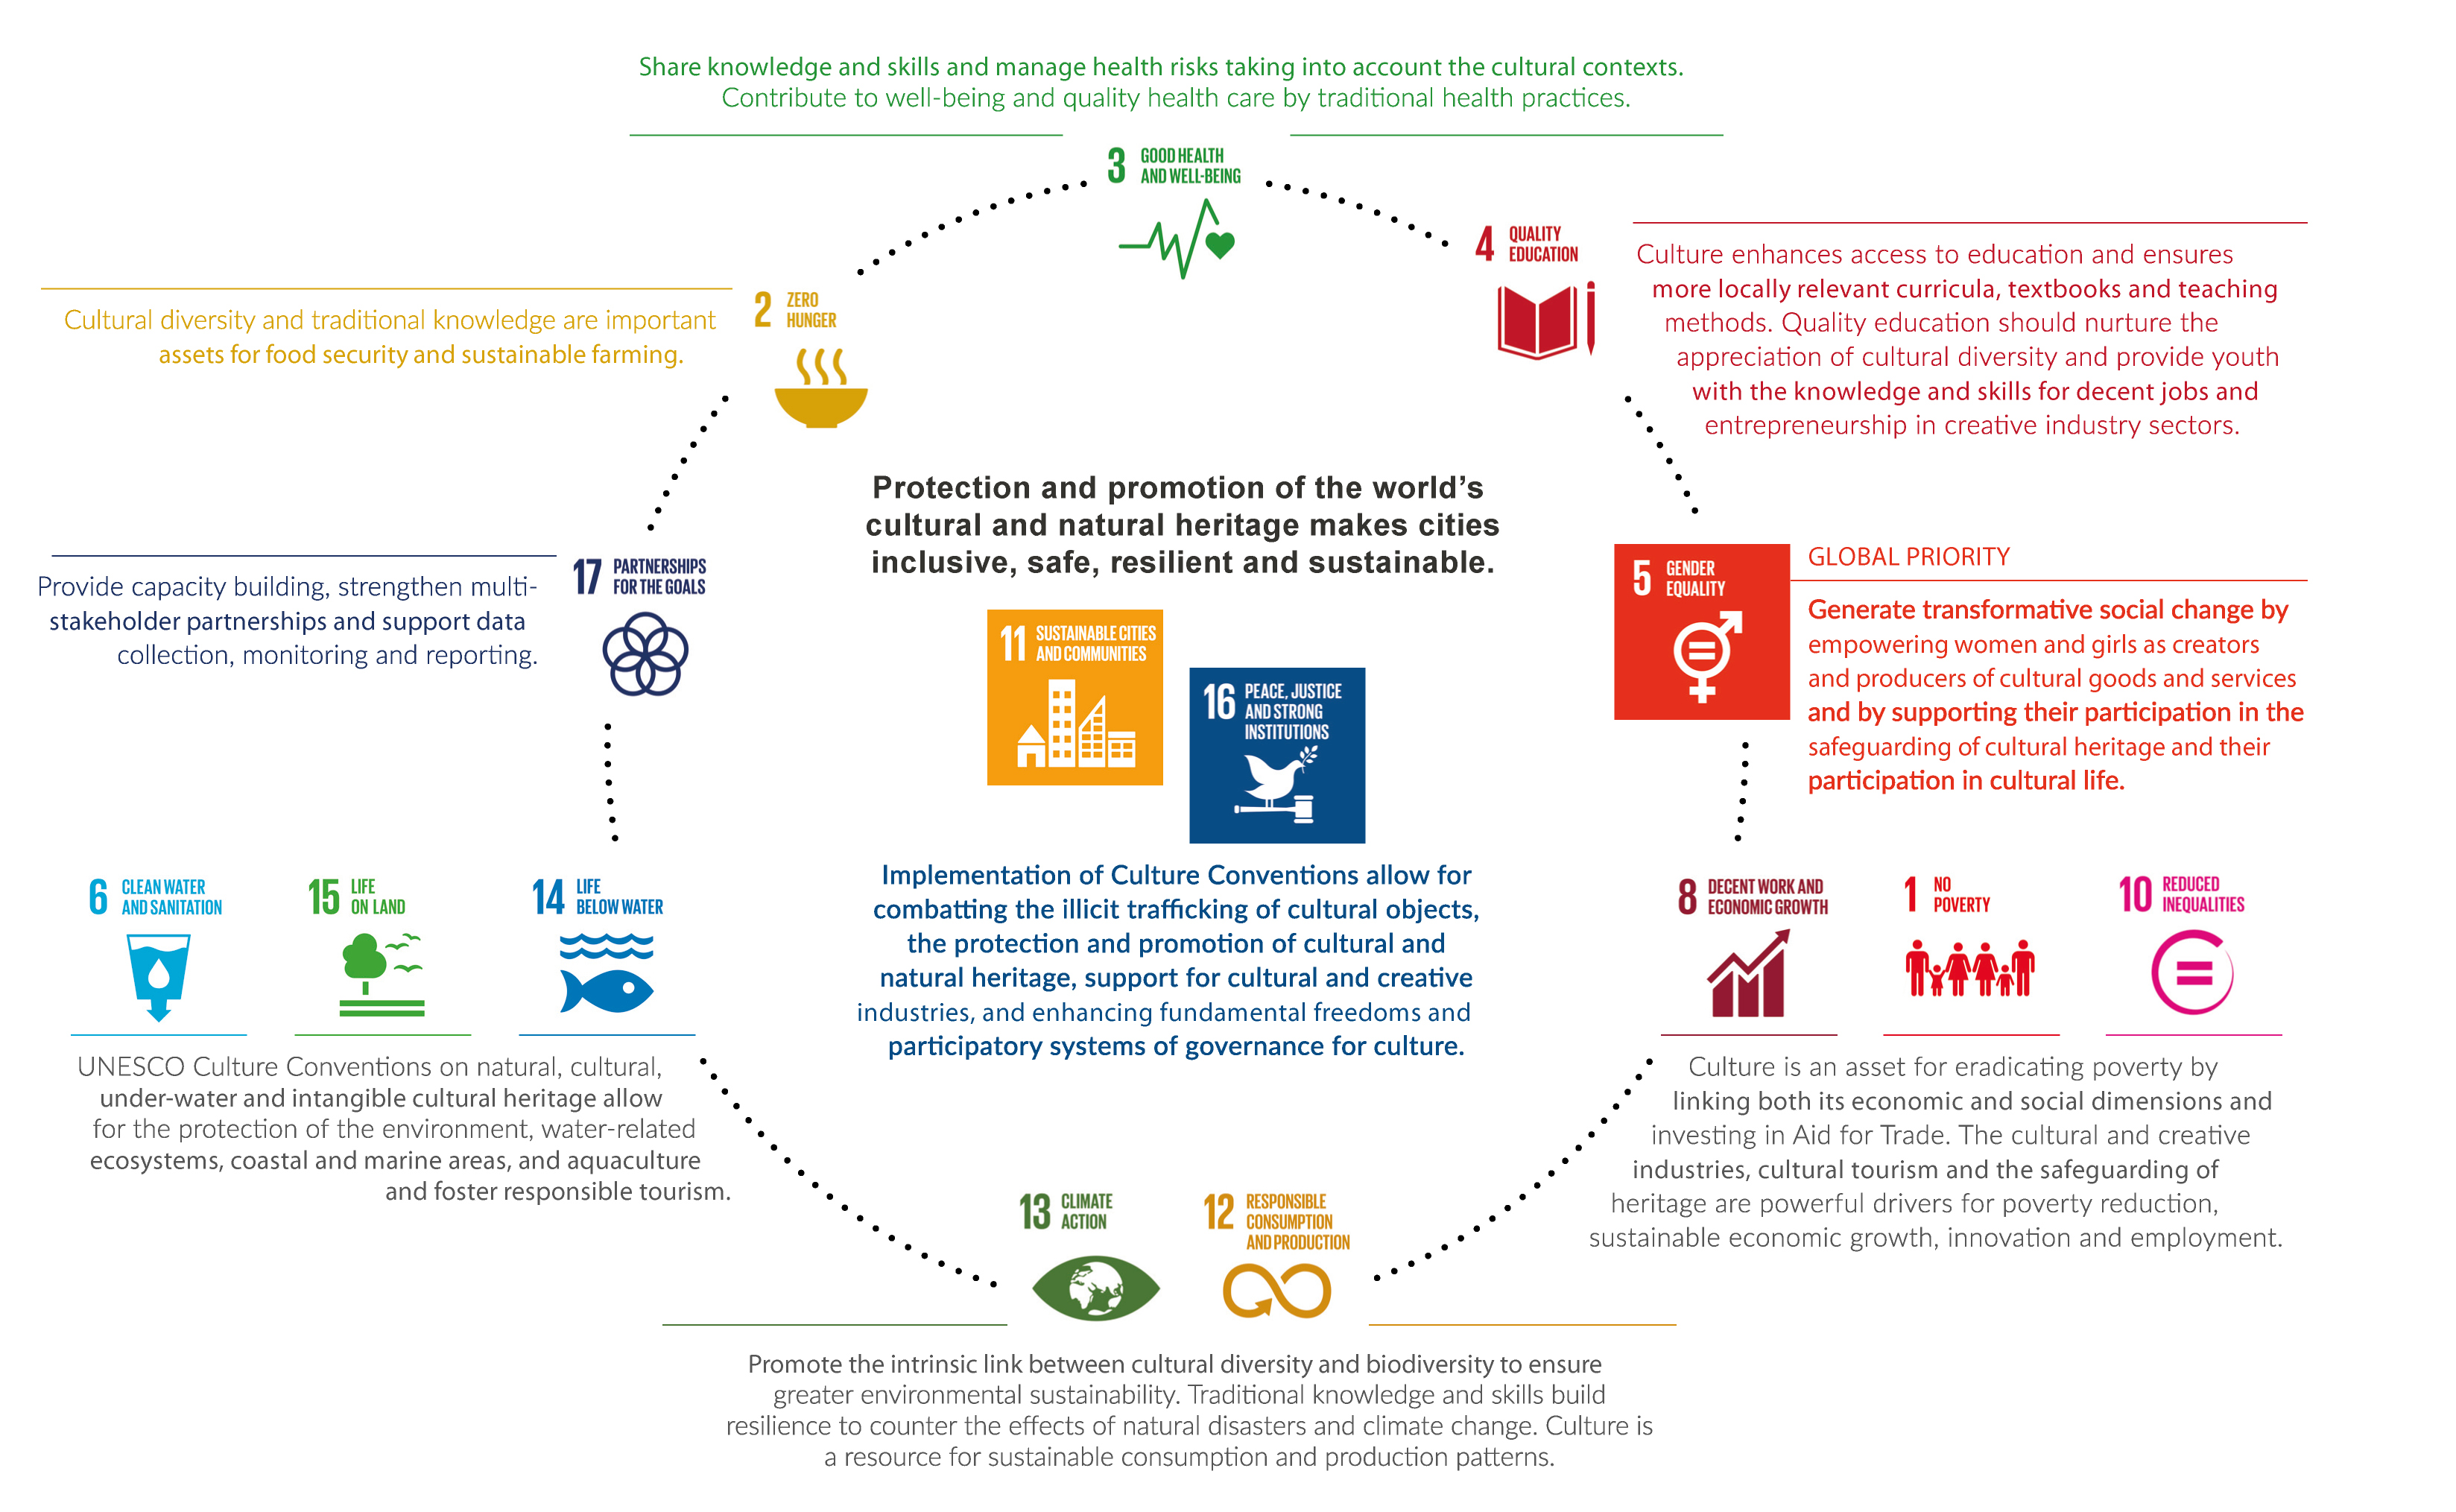 Share knowledge and skills and manage health risks taking into account the cultural contexts.
Contribute to well-being and quality health care by traditional health practices.
3 GOOD HEALTH
AND WELL-BEING
4 QUALITY
EDUCATION
Culture enhances access to education and ensures
more locally relevant curricula, textbooks and teaching
methods. Quality education should nurture the
appreciation of cultural diversity and provide youth
with the knowledge and skills for decent jobs and
entrepreneurship in creative industry sectors.
2 ZERO
HUNGER
Cultural diversity and traditional knowledge are important
assets for food security and sustainable farming.
Protection and promotion of the world’s
cultural and natural heritage makes cities
inclusive, safe, resilient and sustainable.
17 PARTNERSHIPS
FOR THE GOALS
Provide capacity building, strengthen multi-
stakeholder partnerships and support data
collection, monitoring and reporting.
5 GENDER
EQUALITY
GLOBAL PRIORITY
Generate transformative social change by
empowering women and girls as creators
and producers of cultural goods and services
and by supporting their participation in the
safeguarding of cultural heritage and their
participation in cultural life.
11 SUSTAINABLE CITIES
AND COMMUNITIES
16 PEACE, JUSTICE
AND STRONG
INSTITUTIONS
Implementation of Culture Conventions allow for
combatting the illicit trafficking of cultural objects,
the protection and promotion of cultural and
natural heritage, support for cultural and creative
industries, and enhancing fundamental freedoms and
participatory systems of governance for culture.
6 CLEAN WATER
AND SANITATION
15 LIFE
ON LAND
14 LIFE
BELOW WATER
UNESCO Culture Conventions on natural, cultural,
under-water and intangible cultural heritage allow
for the protection of the environment, water-related
ecosystems, coastal and marine areas, and aquaculture
and foster responsible tourism.
8 DECENT WORK AND
ECONOMIC GROWTH
1 NO
POVERTY
10 REDUCED
INEQUALITIES
Culture is an asset for eradicating poverty by
linking both its economic and social dimensions and
investing in Aid for Trade. The cultural and creative
industries, cultural tourism and the safeguarding of
heritage are powerful drivers for poverty reduction,
sustainable economic growth, innovation and employment.
13 CLIMATE
ACTION
12 RESPONSIBLE
CONSUMPTION
AND PRODUCTION
Promote the intrinsic link between cultural diversity and biodiversity to ensure
greater environmental sustainability. Traditional knowledge and skills build
resilience to counter the effects of natural disasters and climate change. Culture is
a resource for sustainable consumption and production patterns.